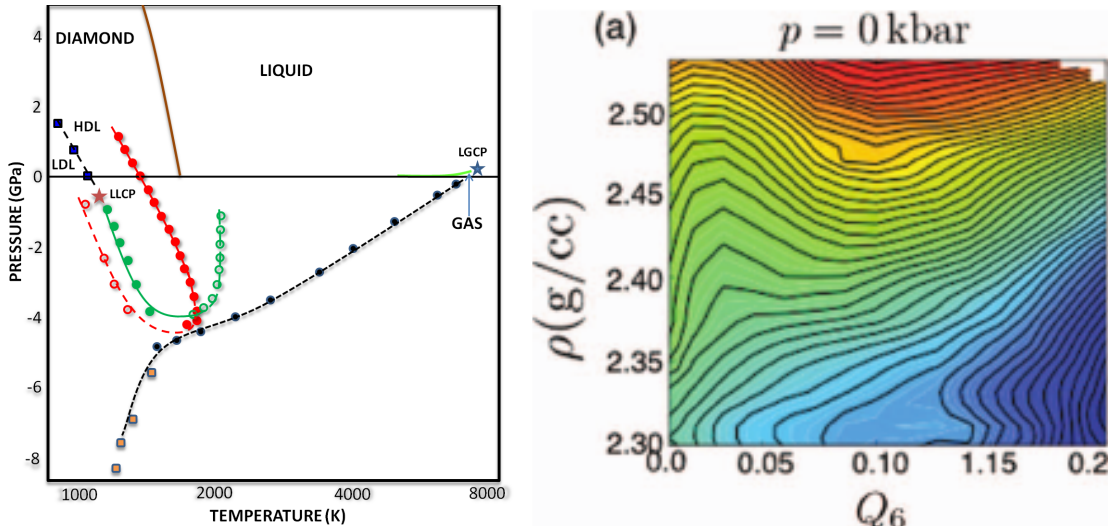 4
2
0
-2
-4
-6
-8
PRESSURE (GPa)
DIAMOND
LIQUID
HDL
LDL
LLCP
LGCP
GAS
1000
2000
4000
8000
TEMPERATURE (K)
(a)
p = 0 kbar
2.50
2.45
2.40
2.35
2.30
ρ(g/cc)
0.0
0.05
0.10
1.15
0.2
Q6